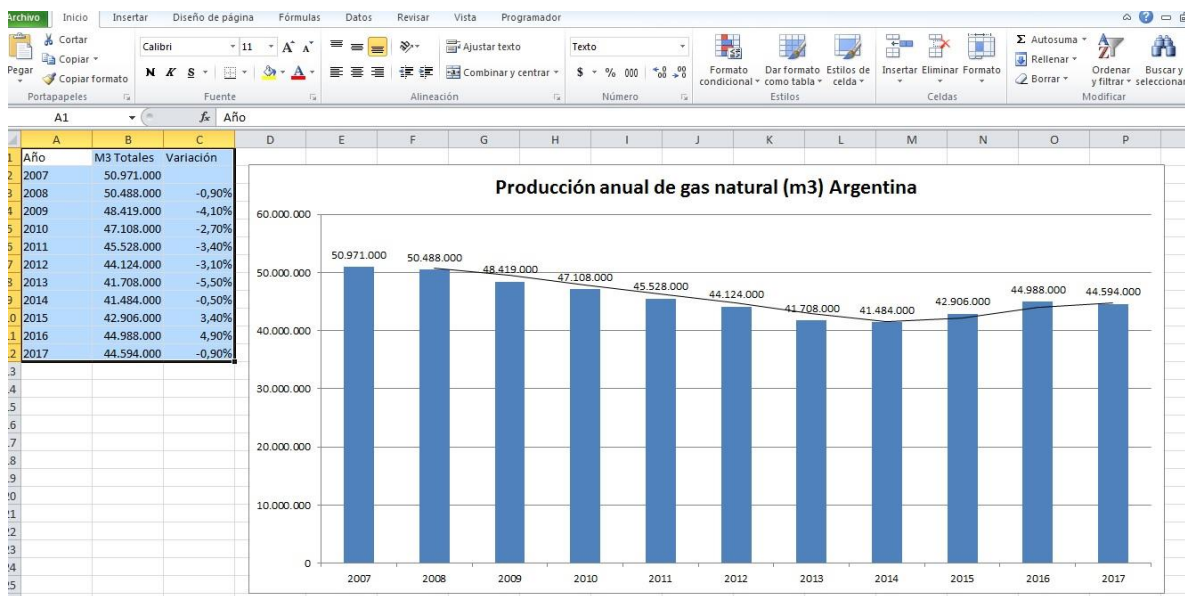 Archivo Inicio Insertar Diseño de página Fórmulas Datos Revisar Vista Programador
Pegar
Cortar
Copiar
Copiar formato
Portapapeles
Calibri 11
N K S
Fuente
Ajustar texto
Combinar y centrar
Alineación
Texto
$ % 000
Número
Formato condicional
Dar formato como tabla
Estilos de celda
Estilos
Insertar Eliminar Formato
Celdas
Autosuma
Rellenar
Borrar
Ordenar y filtrar
Buscar y seleccionar
Modificar
A1 fx Año
A B C D E F G H I J K L M N O P
Año M3 Totales Variación
2007 50.971.000
2008 50.488.000 -0,90%
2009 48.419.000 -4,10%
2010 47.108.000 -2,70%
2011 45.528.000 -3,40%
2012 44.124.000 -3,10%
2013 41.708.000 -5,50%
2014 41.484.000 -0,50%
2015 42.906.000 3,40%
2016 44.988.000 4,90%
2017 44.594.000 -0,90%
Producción anual de gas natural (m3) Argentina
60.000.000
50.000.000
40.000.000
30.000.000
20.000.000
10.000.000
0
50.971.000 50.488.000 48.419.000 47.108.000 45.528.000 44.124.000 41.708.000 41.484.000 42.906.000 44.988.000 44.594.000
2007 2008 2009 2010 2011 2012 2013 2014 2015 2016 2017